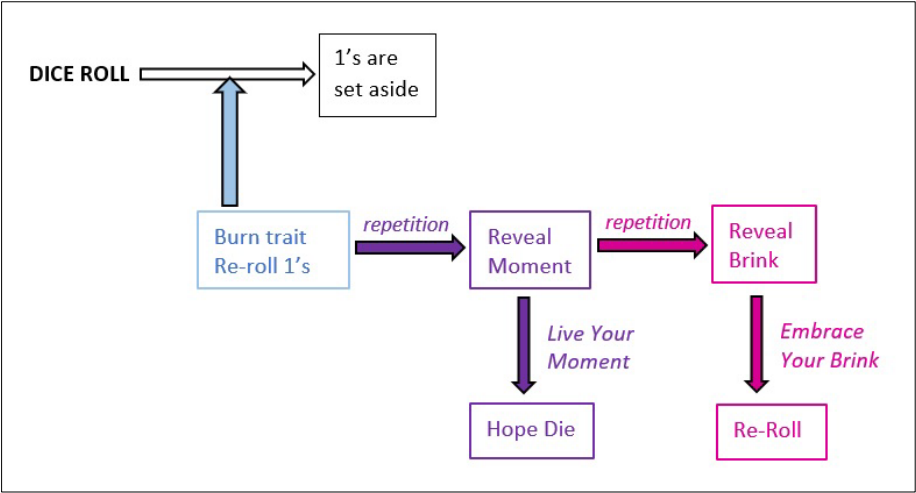 DICE ROLL
1’s are
set aside
Burn trait
Re-roll 1’s
repetition
Reveal
Moment
repetition
Reveal
Brink
Live Your
Moment
Embrace
Your Brink
Hope Die
Re-Roll